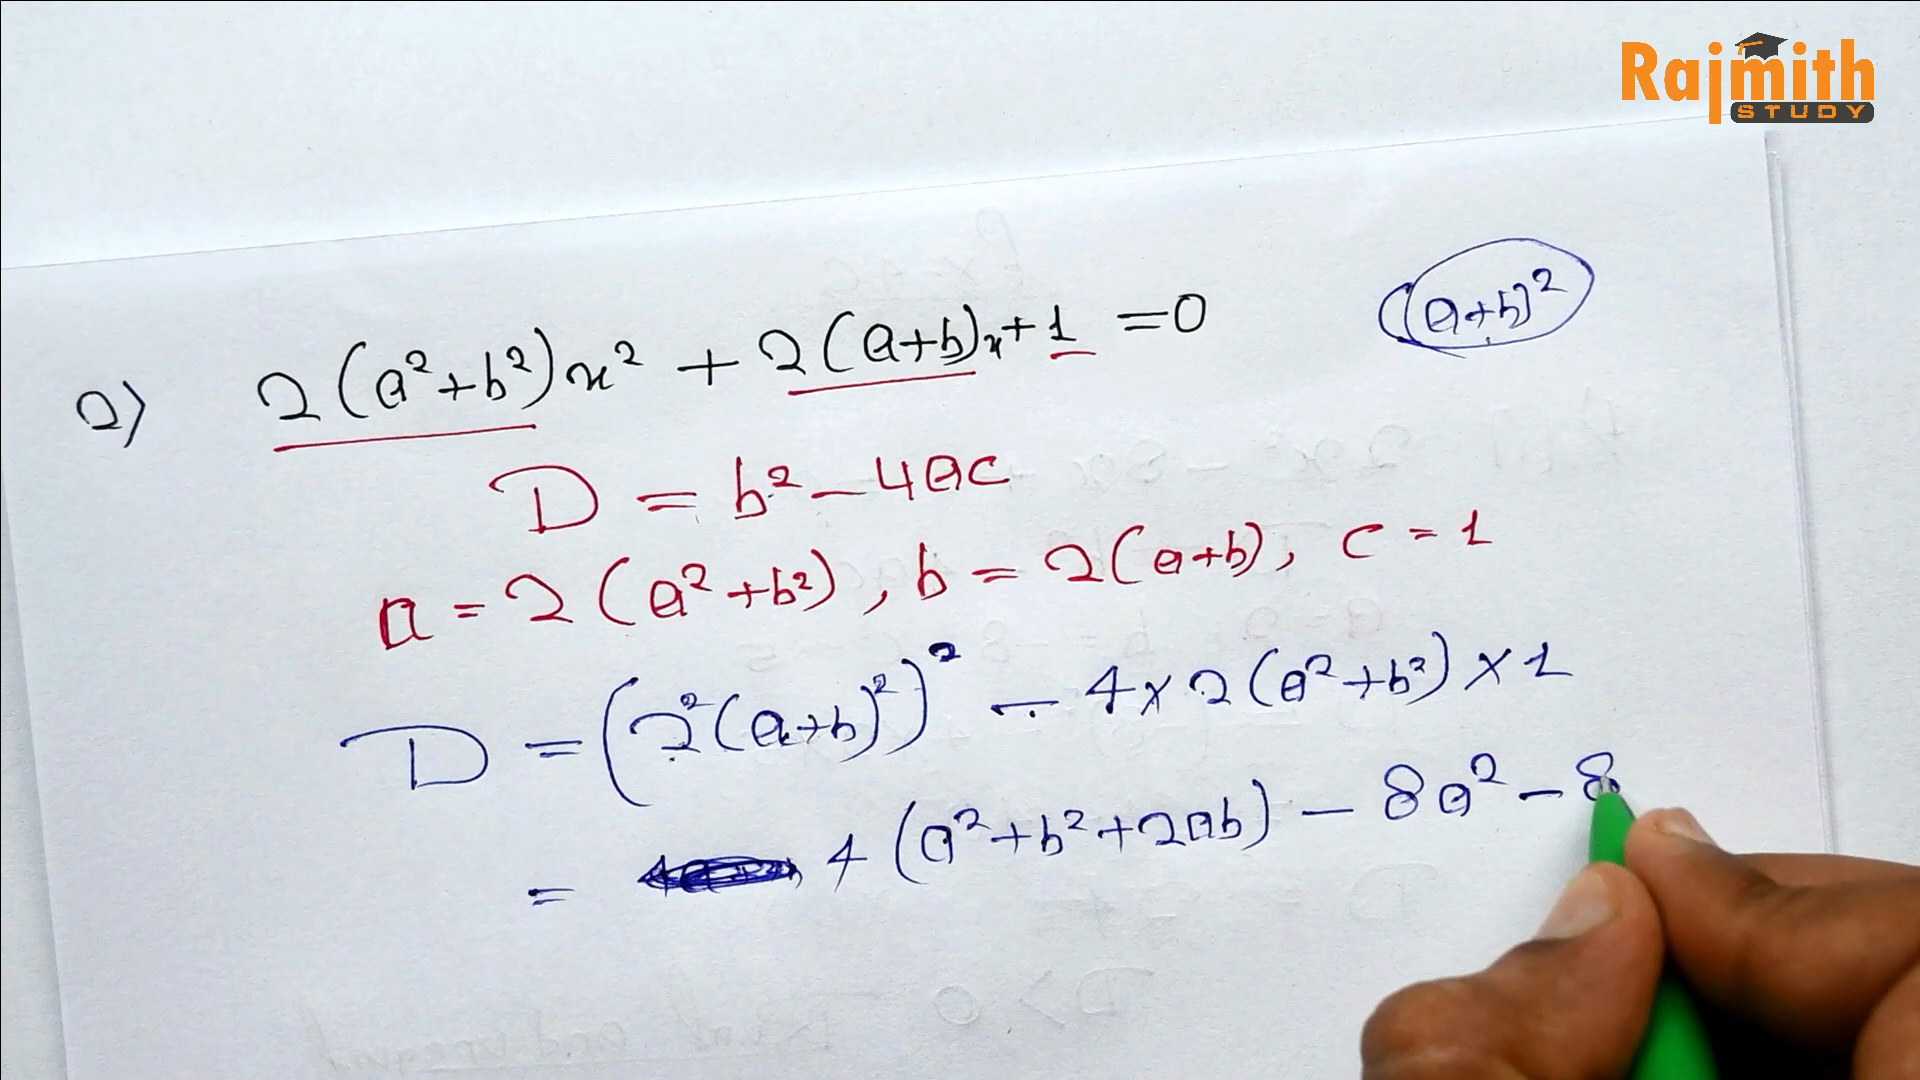 Rajmith
STUDY
(a+b)²
2) 2(a²+b²)x² + 2(a+b)x+1 =0
D = b²-4ac
a = 2(a²+b²), b = 2(a+b), c = 1
D = (2²(a+b)²)² - 4×2(a²+b²)×1
= 4(a²+b²+2ab) - 8a² - 8